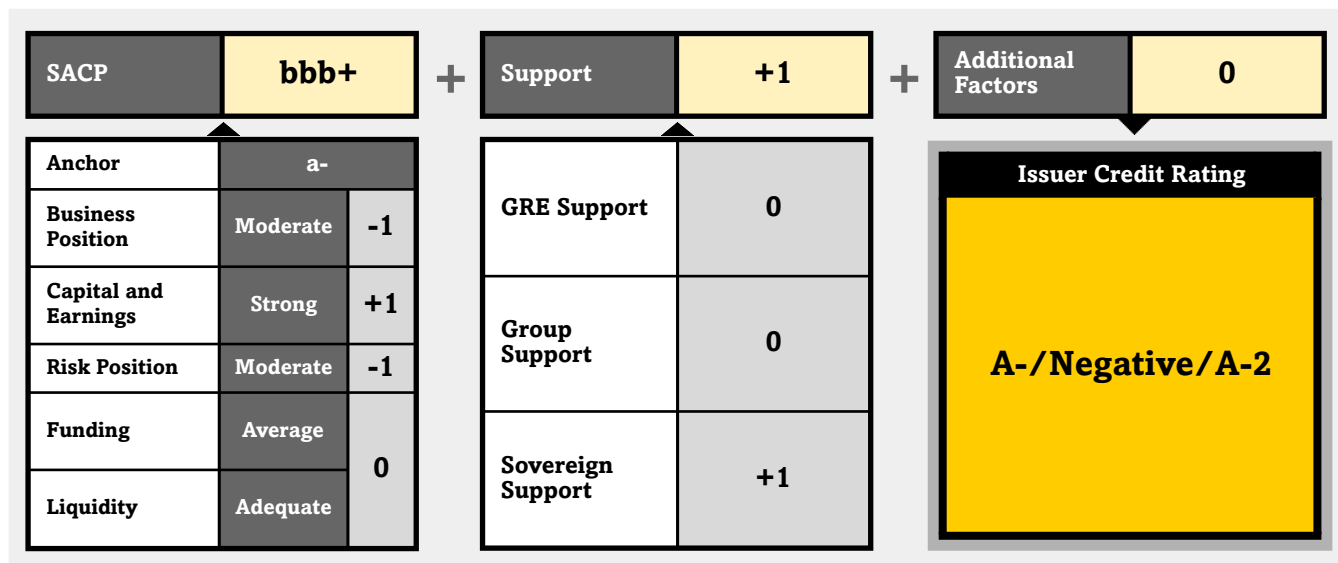 SACP
bbb+
+
Support
+1
+
Additional
Factors
0
Anchor
a-
Business
Position
Moderate
-1
Capital and
Earnings
Strong
+1
Risk Position
Moderate
-1
Funding
Average
0
Liquidity
Adequate
GRE Support
0
Group
Support
0
Sovereign
Support
+1
Issuer Credit Rating
A-/Negative/A-2